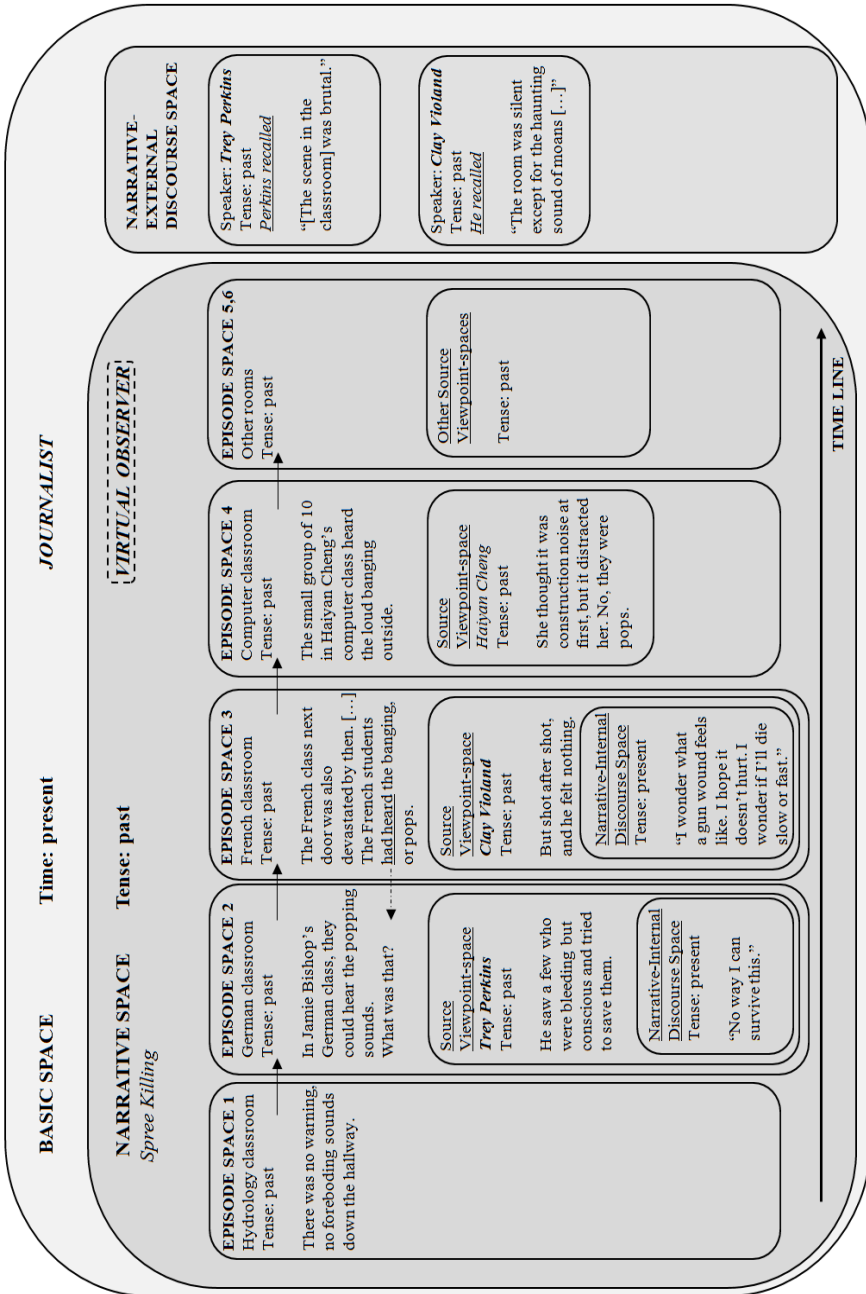 BASIC SPACE Time: present JOURNALIST
NARRATIVE SPACE Tense: past VIRTUAL OBSERVER
Spree Killing
EPISODE SPACE 1
Hydrology classroom
Tense: past
There was no warning,
no foreboding sounds
down the hallway.
EPISODE SPACE 2
German classroom
Tense: past
In Jamie Bishop's
German class, they
could hear the popping
sounds.
What was that?
Source
Viewpoint-space
Trey Perkins
Tense: past
He saw a few who
were bleeding but
conscious and tried
to save them.
Narrative-Internal
Discourse Space
Tense: present
"No way I can
survive this."
EPISODE SPACE 3
French classroom
Tense: past
The French class next
door was also
devastated by then. […]
The French students
had heard the banging,
or pops.
Source
Viewpoint-space
Clay Violand
Tense: past
But shot after shot,
and he felt nothing.
Narrative-Internal
Discourse Space
Tense: present
"I wonder what
a gun wound feels
like. I hope it
doesn't hurt. I
wonder if I'll die
slow or fast."
EPISODE SPACE 4
Computer classroom
Tense: past
The small group of 10
in Haiyan Cheng's
computer class heard
the loud banging
outside.
Source
Viewpoint-space
Haiyan Cheng
Tense: past
She thought it was
construction noise at
first, but it distracted
her. No, they were
pops.
EPISODE SPACE 5,6
Other rooms
Tense: past
Other Source
Viewpoint-spaces
Tense: past
TIME LINE
NARRATIVE-
EXTERNAL
DISCOURSE SPACE
Speaker: Trey Perkins
Tense: past
Perkins recalled
"[The scene in the
classroom] was brutal."
Speaker: Clay Violand
Tense: past
He recalled
"The room was silent
except for the haunting
sound of moans […]"